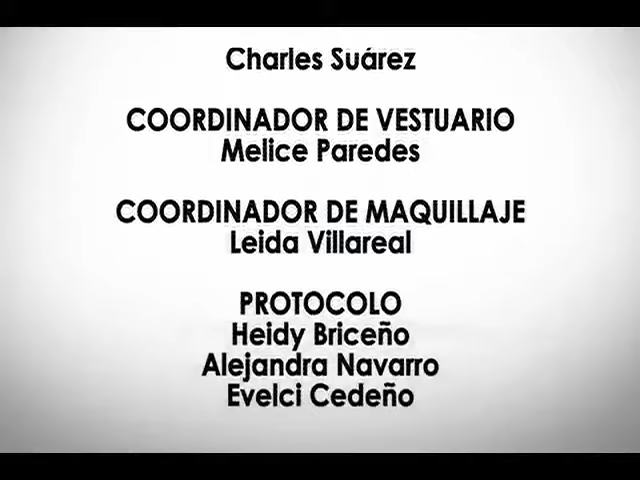 Charles Suárez
COORDINADOR DE VESTUARIO
Melice Paredes
COORDINADOR DE MAQUILLAJE
Leida Villareal
PROTOCOLO
Heidy Briceño
Alejandra Navarro
Evelci Cedeño